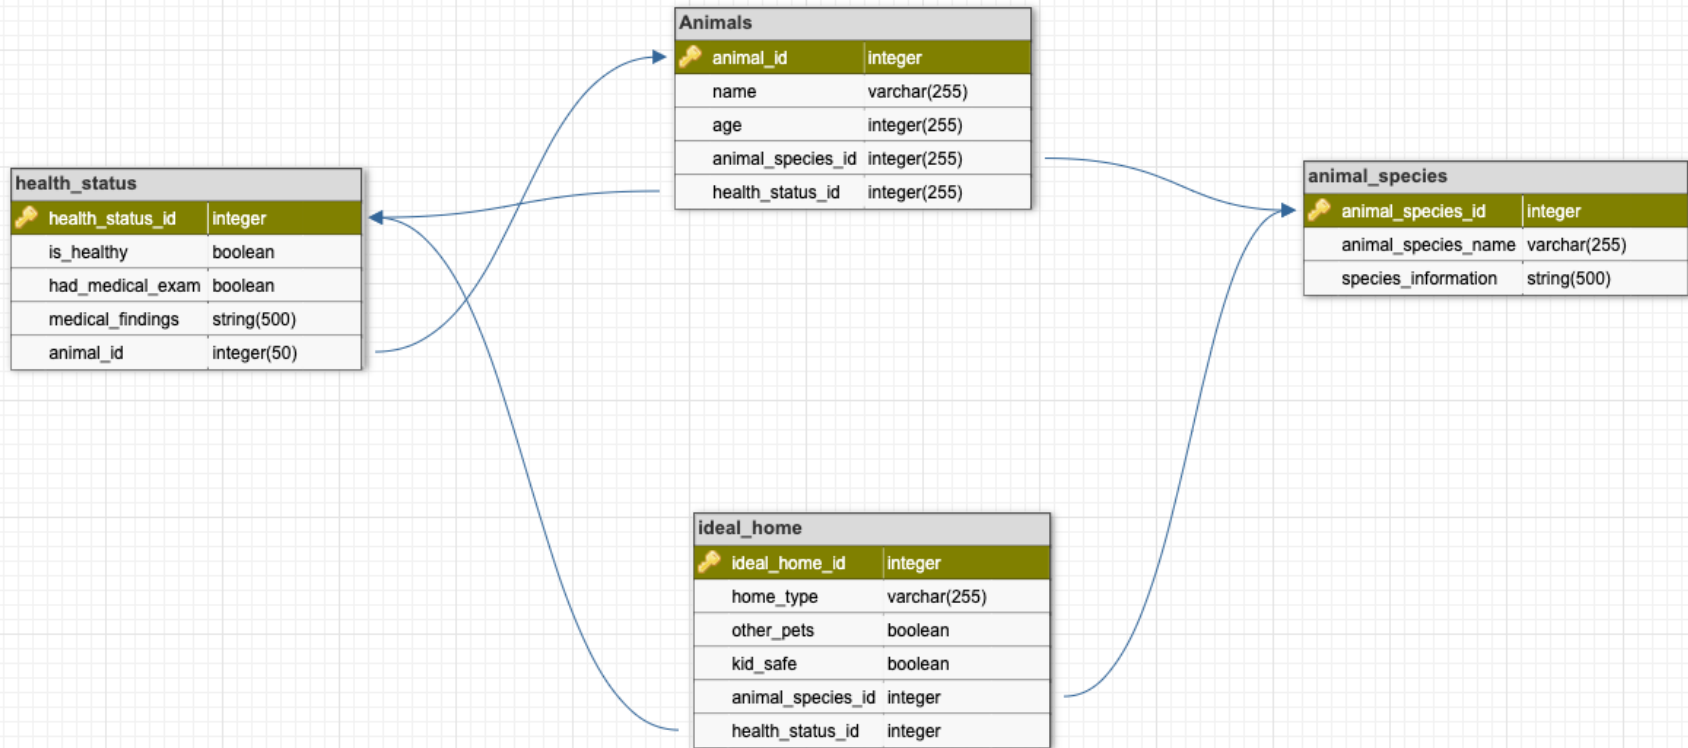 Animals
animal_id integer
name varchar(255)
age integer(255)
animal_species_id integer(255)
health_status_id integer(255)
health_status
health_status_id integer
is_healthy boolean
had_medical_exam boolean
medical_findings string(500)
animal_id integer(50)
animal_species
animal_species_id integer
animal_species_name varchar(255)
species_information string(500)
ideal_home
ideal_home_id integer
home_type varchar(255)
other_pets boolean
kid_safe boolean
animal_species_id integer
health_status_id integer